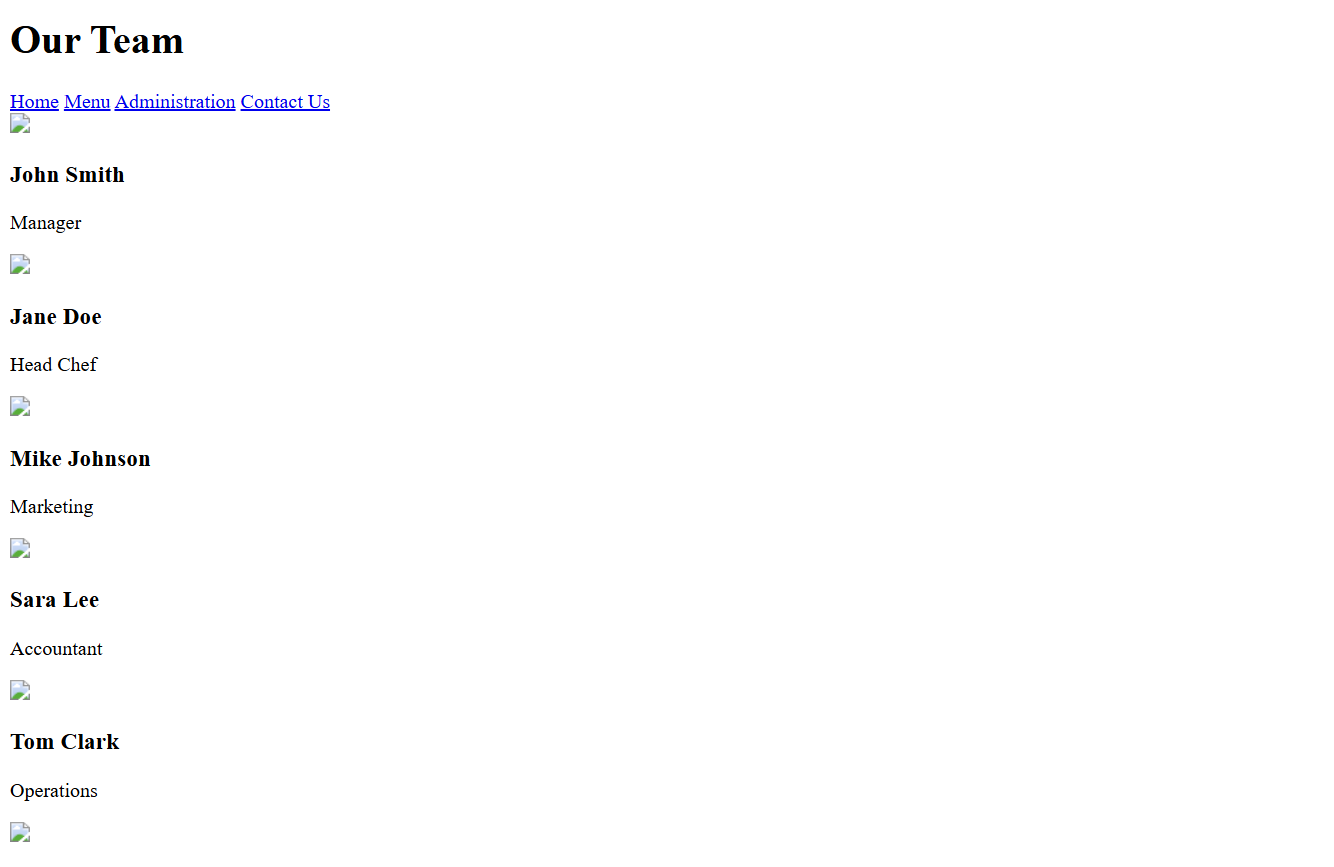 Our Team
Home Menu Administration Contact Us
John Smith
Manager
Jane Doe
Head Chef
Mike Johnson
Marketing
Sara Lee
Accountant
Tom Clark
Operations